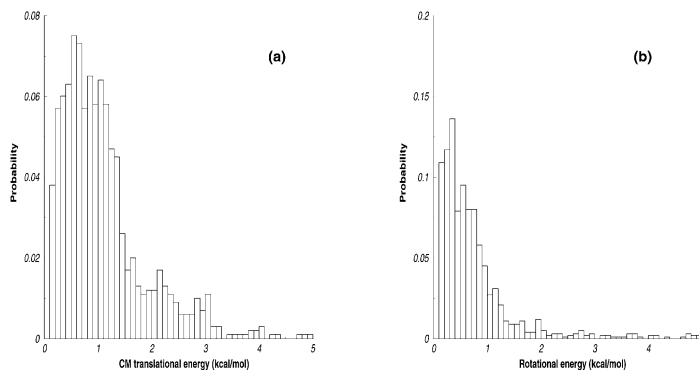 0.08
0.06
0.04
0.02
0
Probability
(a)
0 1 2 3 4 5
CM translational energy (kcal/mol)
0.2
0.15
0.1
0.05
0
Probability
(b)
0 1 2 3 4
Rotational energy (kcal/mol)